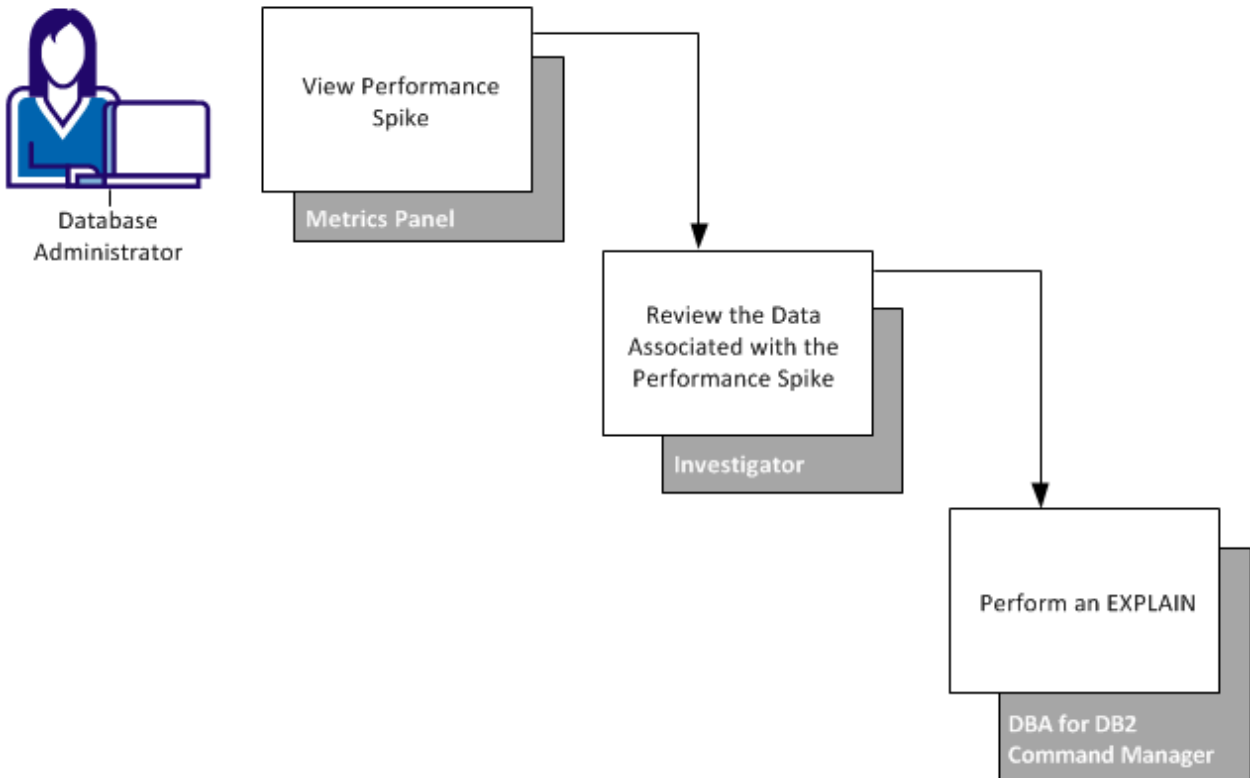 View Performance
Spike
Metrics Panel
Database
Administrator
Review the Data
Associated with the
Performance Spike
Investigator
Perform an EXPLAIN
DBA for DB2
Command Manager